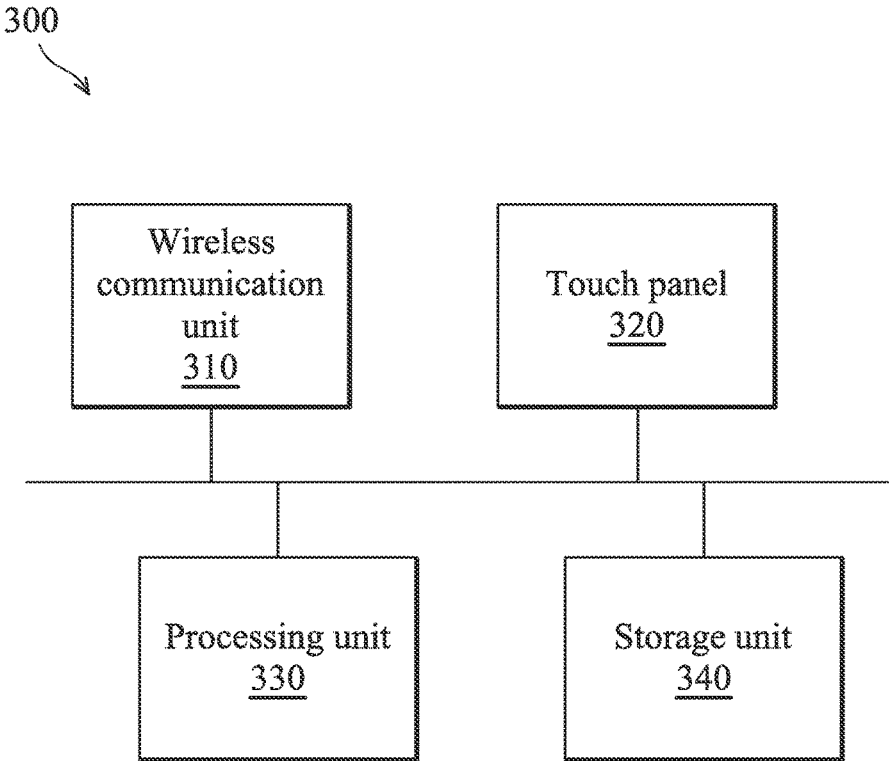 300
Wireless
communication
unit
310
Touch panel
320
Processing unit
330
Storage unit
340